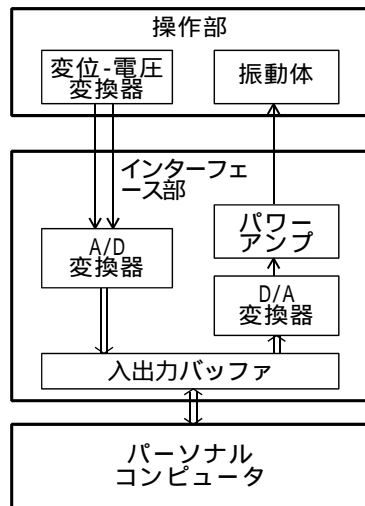 操作部
変位-電圧
変換器
振動体
インターフェ
ース部
パワー
アンプ
A/D
変換器
D/A
変換器
入出力バッファ
パーソナル
コンピュータ